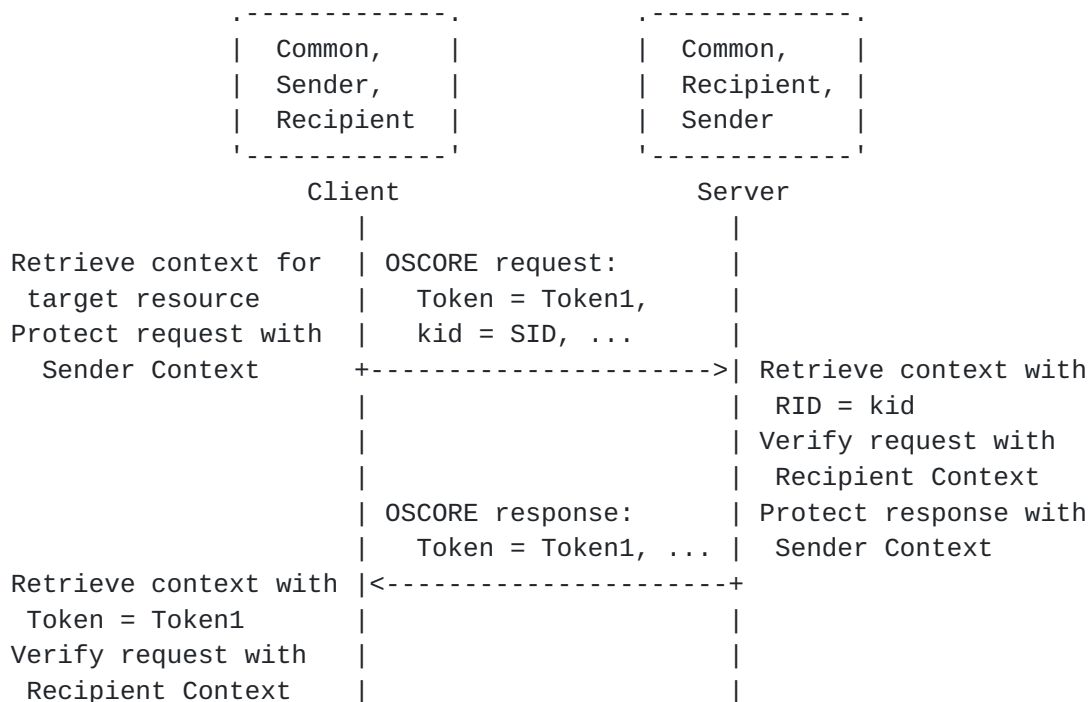 .-------------.           .-------------.
|  Common,    |           |  Common,    |
|  Sender,    |           |  Recipient, |
|  Recipient  |           |  Sender     |
'-------------'           '-------------'
Client                   Server
|                       |
Retrieve context for  | OSCORE request:       |
target resource      |   Token = Token1,     |
Protect request with  |   kid = SID, ...      |
Sender Context      +---------------------->| Retrieve context with
|                       |  RID = kid
|                       | Verify request with
|                       |  Recipient Context
| OSCORE response:      | Protect response with
|   Token = Token1, ... |  Sender Context
Retrieve context with |<----------------------+
Token = Token1       |                       |
Verify request with   |                       |
Recipient Context    |                       |